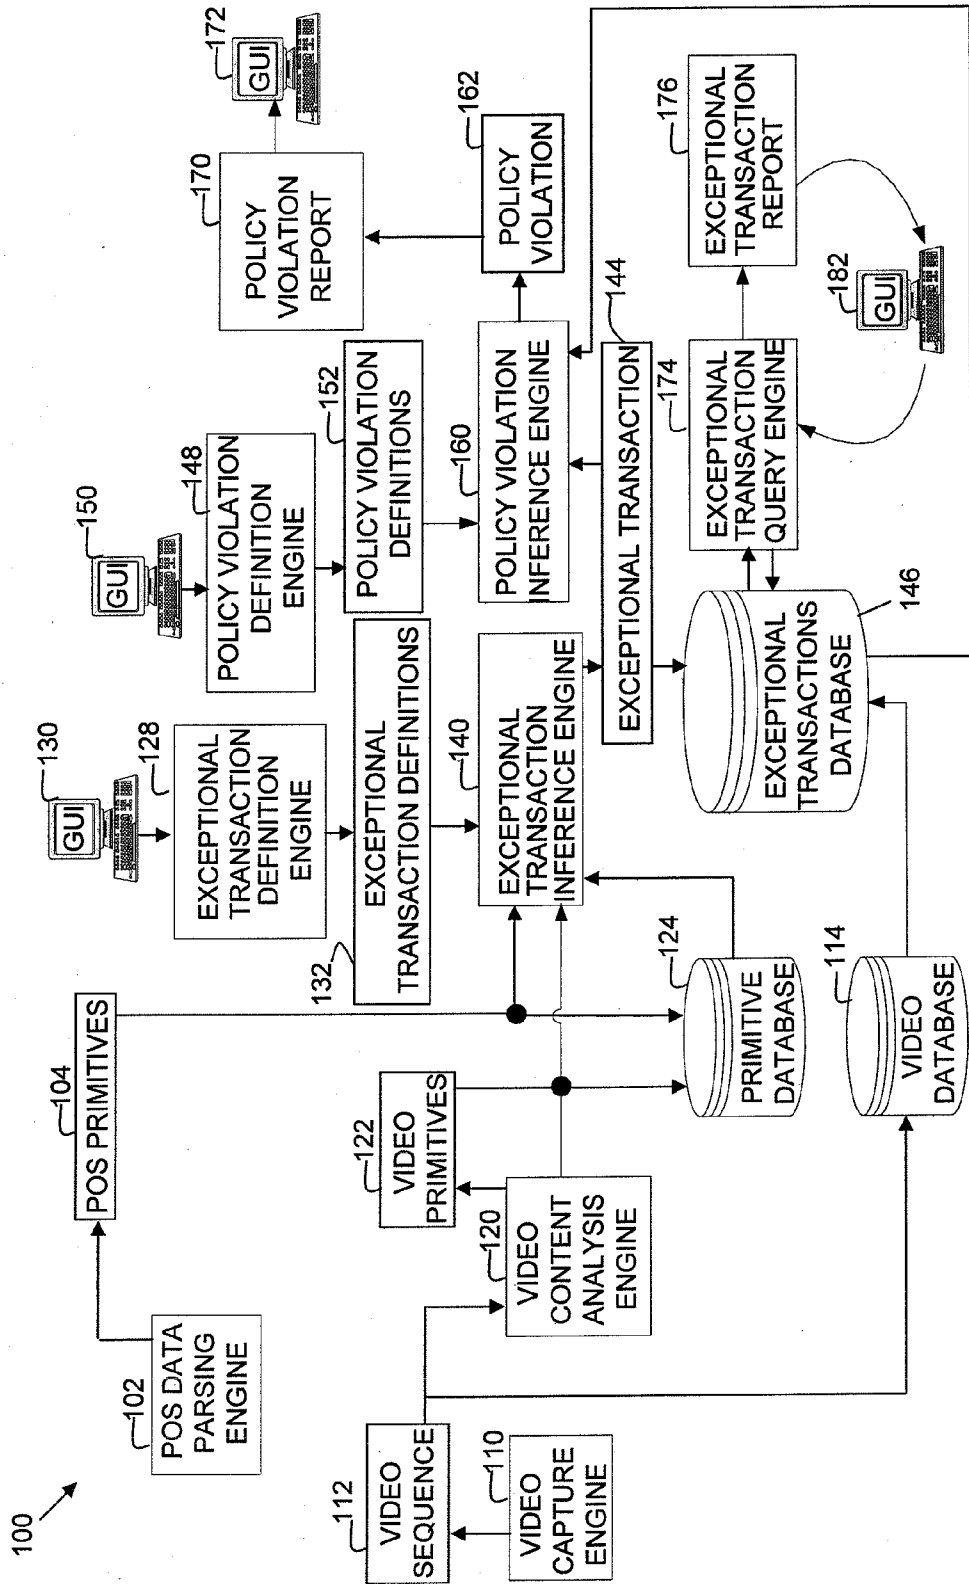 100
102
POS DATA
PARSING
ENGINE
104
POS PRIMITIVES
110
VIDEO
CAPTURE
ENGINE
112
VIDEO
SEQUENCE
120
VIDEO
CONTENT
ANALYSIS
ENGINE
122
VIDEO
PRIMITIVES
124
PRIMITIVE
DATABASE
114
VIDEO
DATABASE
130
GUI
128
EXCEPTIONAL
TRANSACTION
DEFINITION
ENGINE
132
EXCEPTIONAL
TRANSACTION DEFINITIONS
140
EXCEPTIONAL
TRANSACTION
INFERENCE ENGINE
150
GUI
148
POLICY VIOLATION
DEFINITION
ENGINE
152
POLICY VIOLATION
DEFINITIONS
160
POLICY VIOLATION
INFERENCE ENGINE
144
EXCEPTIONAL TRANSACTION
146
EXCEPTIONAL
TRANSACTIONS
DATABASE
162
POLICY
VIOLATION
170
POLICY
VIOLATION
REPORT
172
GUI
174
EXCEPTIONAL
TRANSACTION
QUERY ENGINE
176
EXCEPTIONAL
TRANSACTION
REPORT
182
GUI